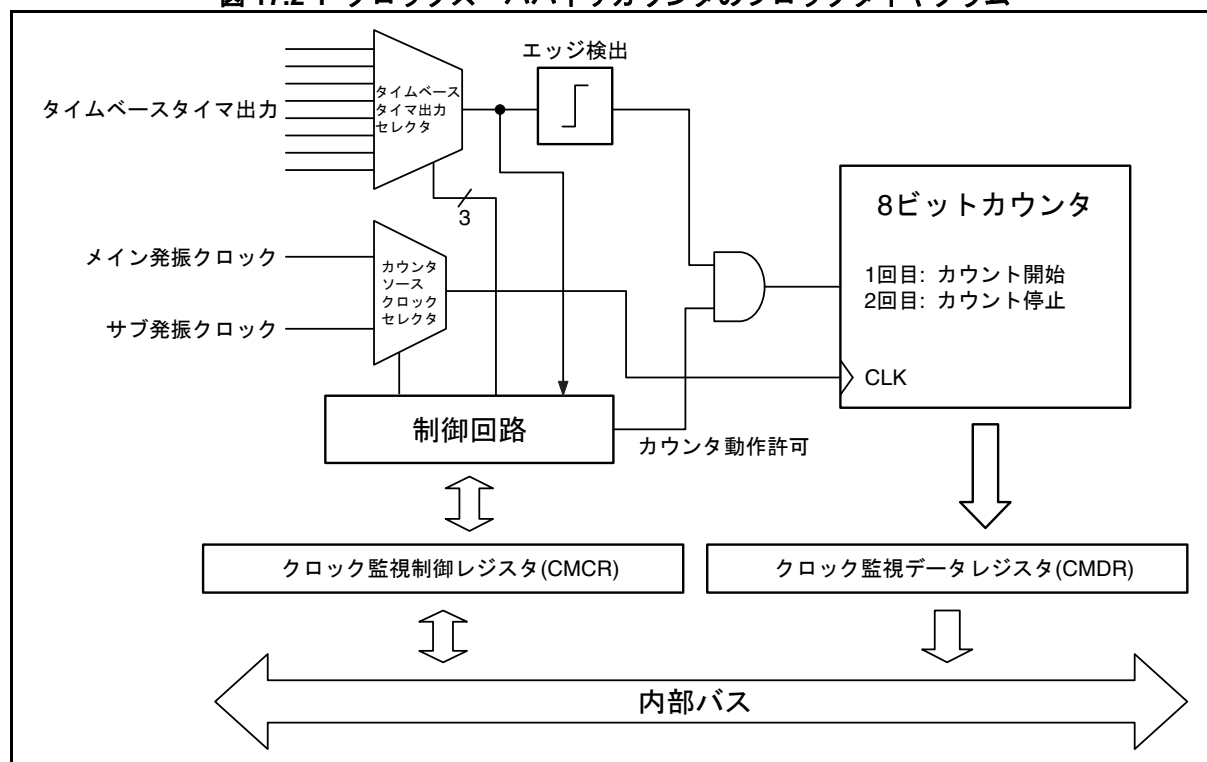 エッジ検出
タイムベースタイマ出力
タイムベース
タイマ出力
セレクタ
3
8ビットカウンタ
1回目: カウント開始
2回目: カウント停止
CLK
メイン発振クロック
サブ発振クロック
カウンタ
ソース
クロック
セレクタ
制御回路
カウンタ動作許可
クロック監視制御レジスタ(CMCR)
クロック監視データレジスタ(CMDR)
内部バス